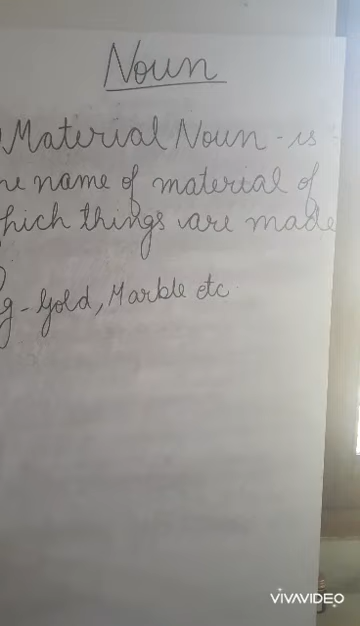 Noun
Material Noun - is
name of material of
things are made
Gold, Marble etc
VIVAVIDEO